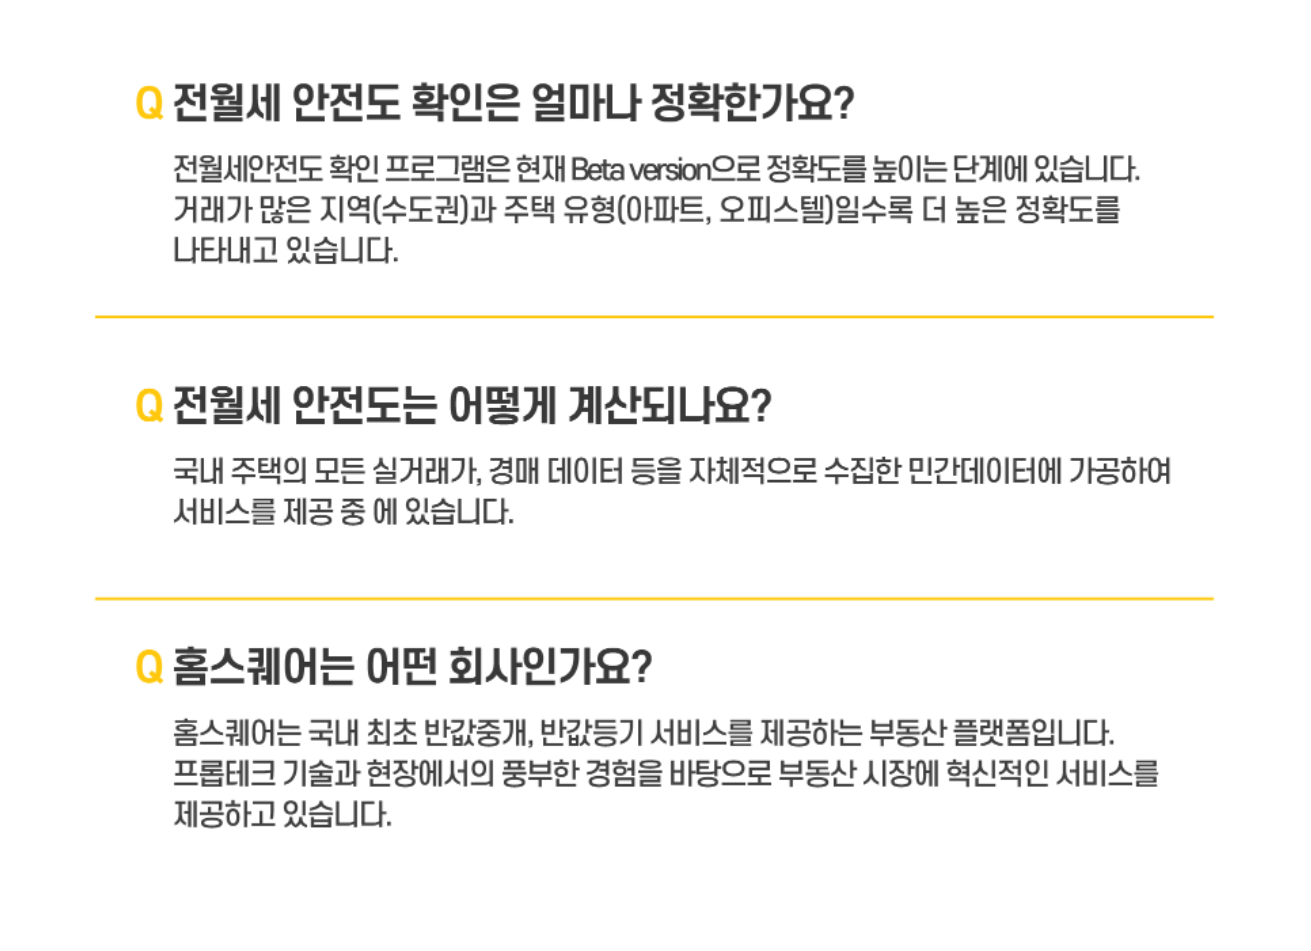 Q 전월세 안전도 확인은 얼마나 정확한가요?
전월세안전도 확인 프로그램은 현재 Beta version으로 정확도를 높이는 단계에 있습니다.
거래가 많은 지역(수도권)과 주택 유형(아파트, 오피스텔)일수록 더 높은 정확도를
나타내고 있습니다.
Q 전월세 안전도는 어떻게 계산되나요?
국내 주택의 모든 실거래가, 경매 데이터 등을 자체적으로 수집한 민간데이터에 가공하여
서비스를 제공 중 에 있습니다.
Q 홈스퀘어는 어떤 회사인가요?
홈스퀘어는 국내 최초 반값중개, 반값등기 서비스를 제공하는 부동산 플랫폼입니다.
프롭테크 기술과 현장에서의 풍부한 경험을 바탕으로 부동산 시장에 혁신적인 서비스를
제공하고 있습니다.